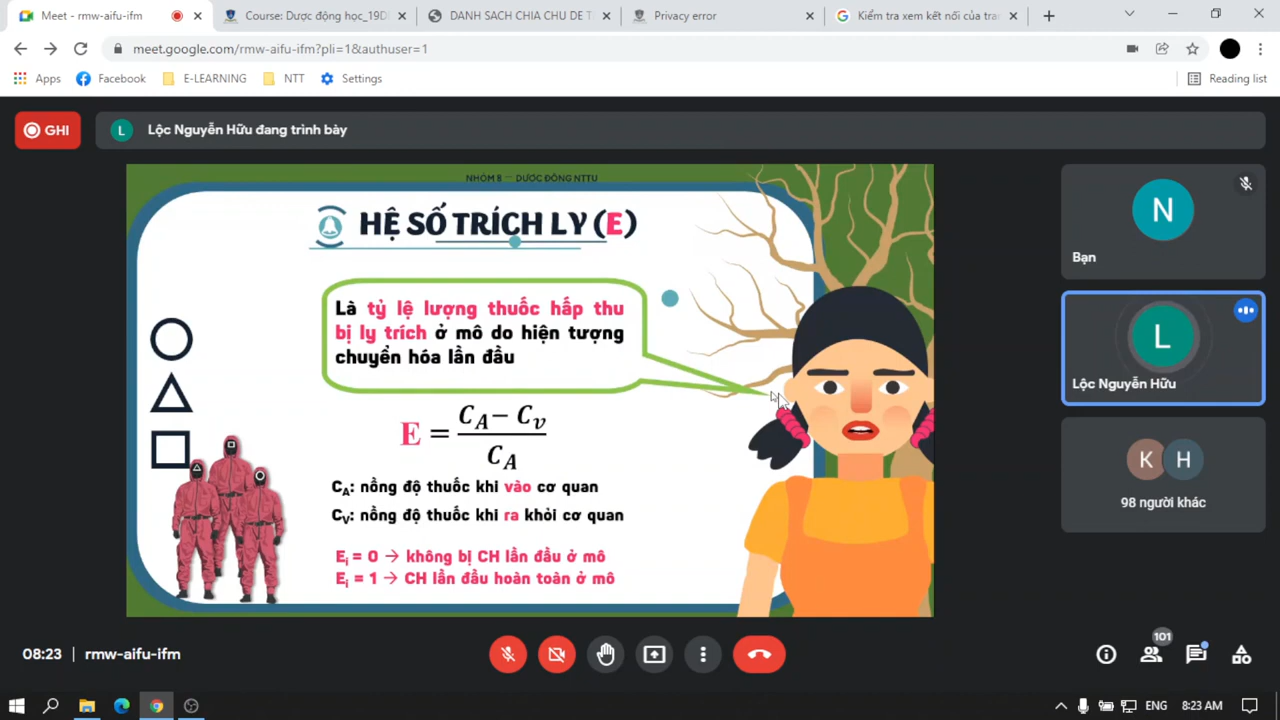 Meet - rmw-aifu-ifm
Course: Dược động học_19D
DANH SACH CHIA CHU DE T
Privacy error
Kiểm tra xem kết nối của tran
meet.google.com/rmw-aifu-ifm?pli=1&authuser=1
Apps
Facebook
E-LEARNING
NTT
Settings
Reading list
GHI
L
Lộc Nguyễn Hữu đang trình bày
NHÓM 8 — DƯỢC ĐỘNG NTTU
HỆ SỐ TRÍCH LY (E)
Là tỷ lệ lượng thuốc hấp thu
bị ly trích ở mô do hiện tượng
chuyển hóa lần đầu
E = (C_A − C_v) / C_A
C_A: nồng độ thuốc khi vào cơ quan
C_V: nồng độ thuốc khi ra khỏi cơ quan
E_i = 0 → không bị CH lần đầu ở mô
E_i = 1 → CH lần đầu hoàn toàn ở mô
N
Bạn
L
Lộc Nguyễn Hữu
K
H
98 người khác
08:23 | rmw-aifu-ifm
101
ENG
8:23 AM